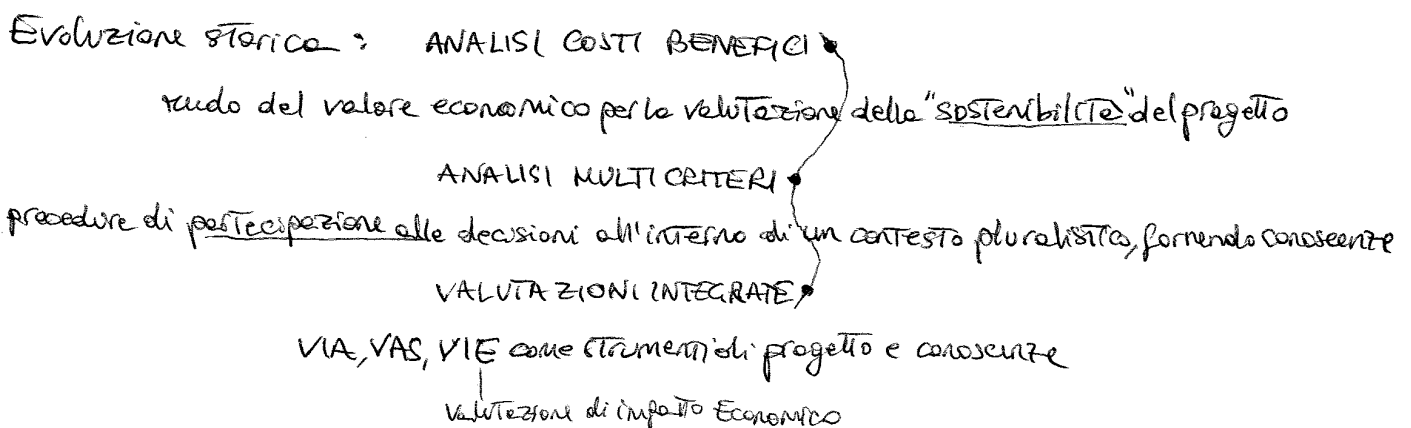 Evoluzione storica: ANALISI COSTI BENEFICI
del valore economico per la valutazione della "sostenibilità" del progetto
ANALISI MULTICRITERI
procedure di partecipazione alle decisioni all'interno di un contesto pluralistico, fornendo conoscenze
VALUTAZIONI INTEGRATE
VIA, VAS, VIE come strumenti di progetto e conoscenze
Valutazione di impatto Economico